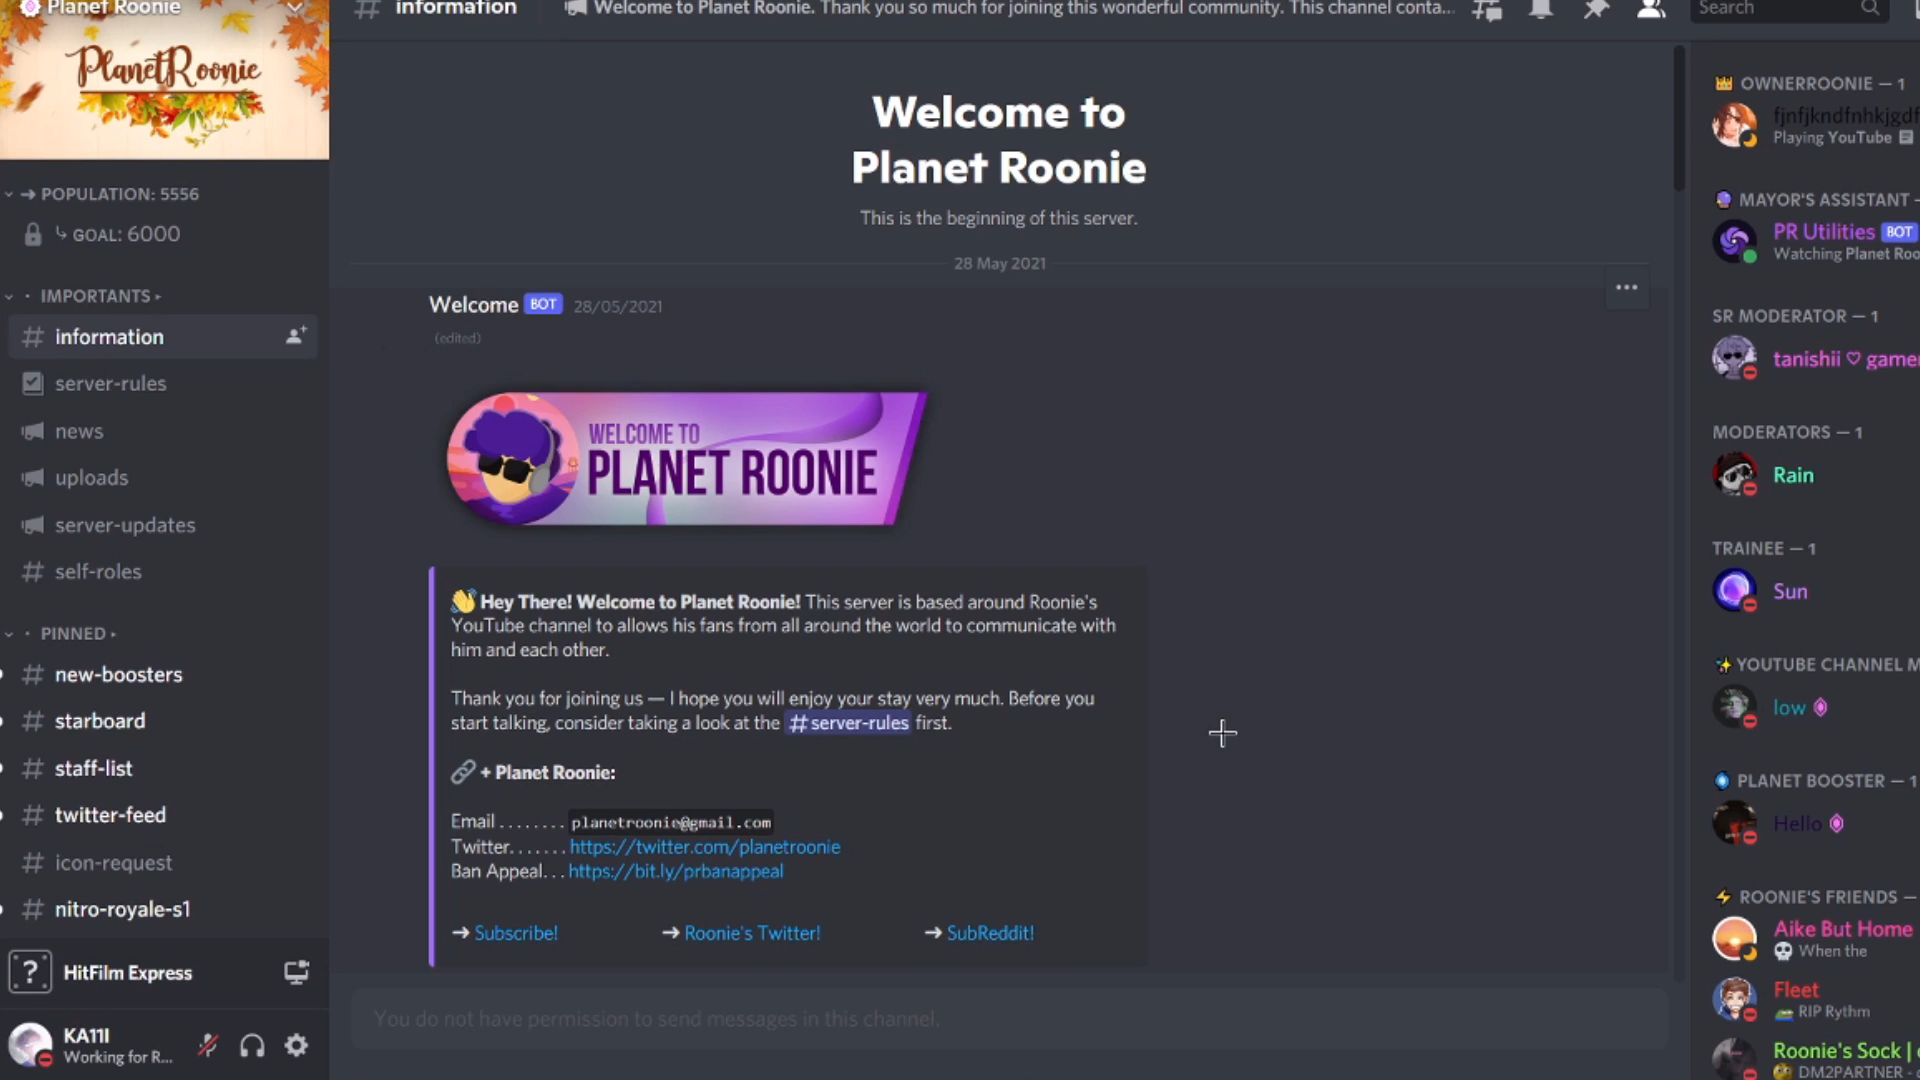 Planet Roonie
PlanetRoonie
POPULATION: 5556
GOAL: 6000
IMPORTANTS
information
server-rules
news
uploads
server-updates
self-roles
PINNED
new-boosters
starboard
staff-list
twitter-feed
icon-request
nitro-royale-s1
HitFilm Express
KA11I
Working for R...
information
Welcome to Planet Roonie. Thank you so much for joining this wonderful community. This channel conta...
Search
Welcome to
Planet Roonie
This is the beginning of this server.
28 May 2021
Welcome BOT 28/05/2021
(edited)
WELCOME TO
PLANET ROONIE
Hey There! Welcome to Planet Roonie! This server is based around Roonie's
YouTube channel to allows his fans from all around the world to communicate with
him and each other.
Thank you for joining us — I hope you will enjoy your stay very much. Before you
start talking, consider taking a look at the #server-rules first.
+ Planet Roonie:
Email ........ planetroonie@gmail.com
Twitter....... https://twitter.com/planetroonie
Ban Appeal... https://bit.ly/prbanappeal
→ Subscribe! → Roonie's Twitter! → SubReddit!
You do not have permission to send messages in this channel.
OWNERROONIE — 1
fjnfjkndfnhkjgdf
Playing YouTube
MAYOR'S ASSISTANT —
PR Utilities BOT
Watching Planet Roo
SR MODERATOR — 1
tanishii ♡ gamer
MODERATORS — 1
Rain
TRAINEE — 1
Sun
YOUTUBE CHANNEL M
low
PLANET BOOSTER — 1
Hello
ROONIE'S FRIENDS —
Aike But Home
When the
Fleet
RIP Rythm
Roonie's Sock |
DM2PARTNER -